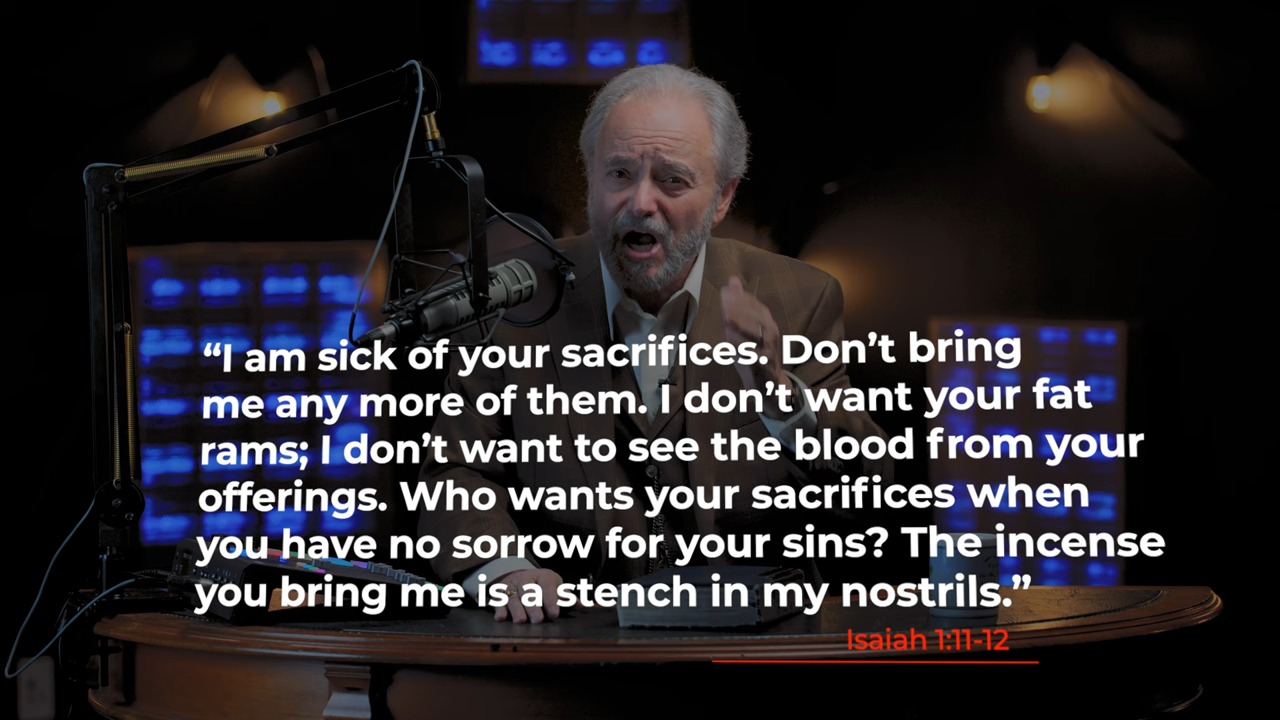 “I am sick of your sacrifices. Don’t bring
me any more of them. I don’t want your fat
rams; I don’t want to see the blood from your
offerings. Who wants your sacrifices when
you have no sorrow for your sins? The incense
you bring me is a stench in my nostrils.”
Isaiah 1:11-12